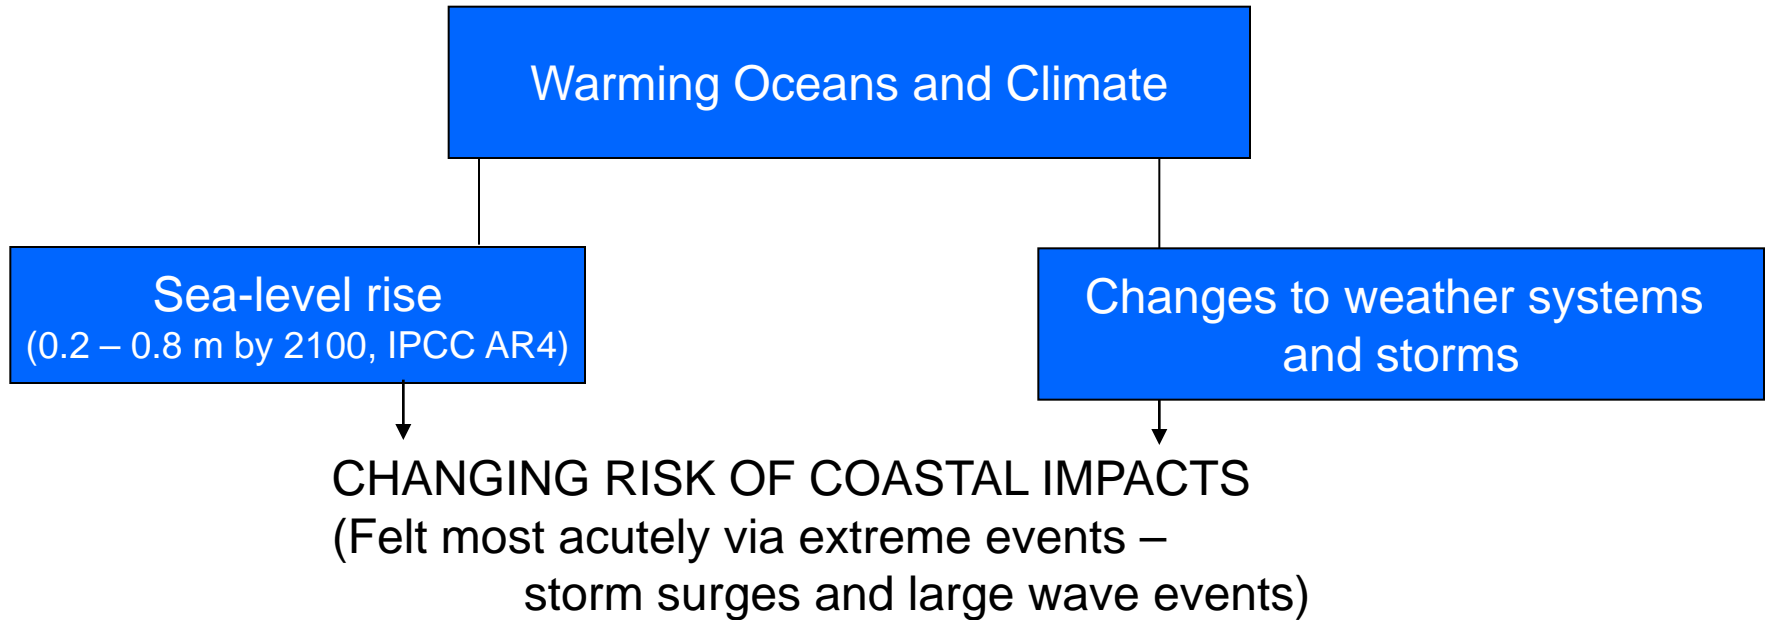 Warming Oceans and Climate
Sea-level rise
(0.2 – 0.8 m by 2100, IPCC AR4)
Changes to weather systems
and storms
CHANGING RISK OF COASTAL IMPACTS
(Felt most acutely via extreme events –
storm surges and large wave events)